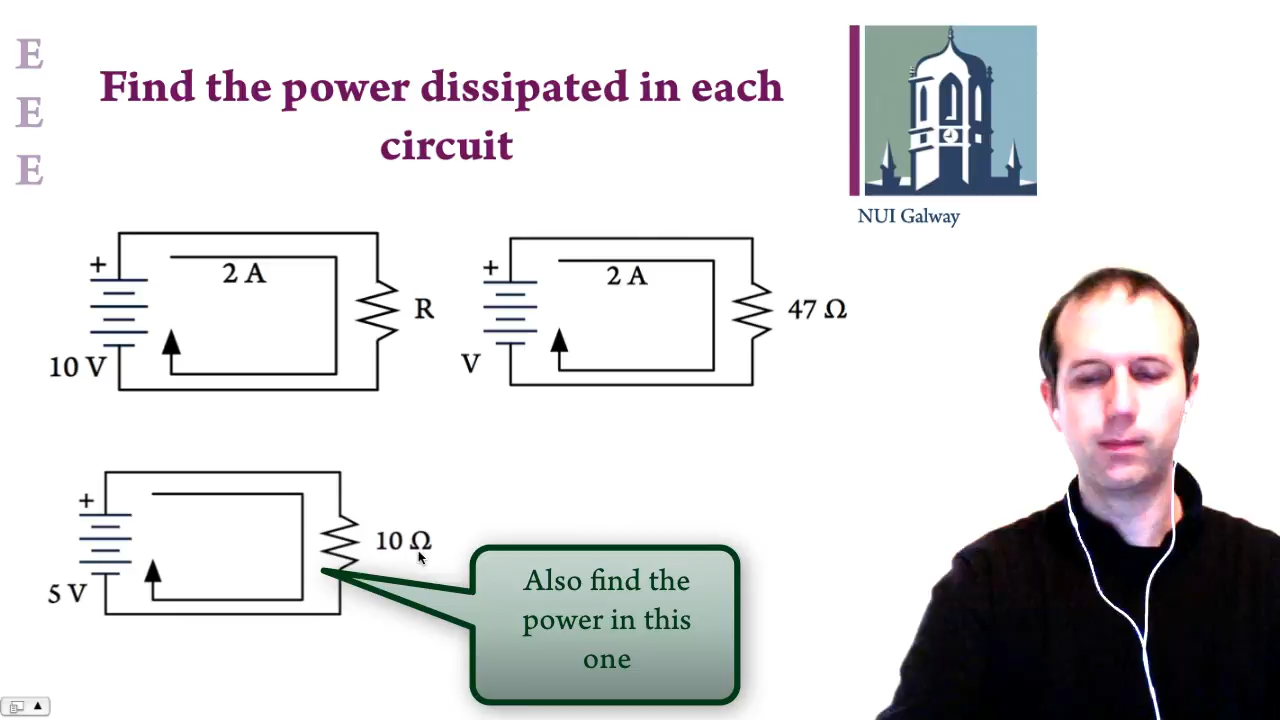 E
E
E
Find the power dissipated in each
circuit
NUI Galway
+
2 A
R
10 V
+
2 A
47 Ω
V
+
10 Ω
5 V
Also find the
power in this
one